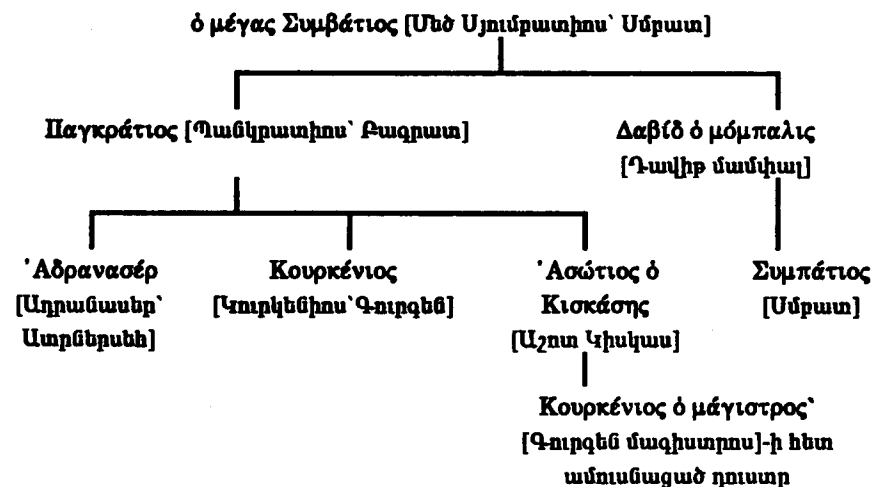 ὁ μέγας Συμβάτιος [Մեծ Սյումբատիոս՝ Սմբատ]
Παγκράτιος [Պանկրատիոս՝ Բագրատ]
Δαβίδ ὁ μόμπαλις
[Դավիթ մամփալ]
Ἀδρανασέρ
[Ադրանասեր՝
Ատրներսեհ]
Κουρκένιος
[Կուրկենիոս՝ Գուրգեն]
Ἀσώτιος ὁ
Κισκάσης
[Աշոտ Կիսկաս]
Συμπάτιος
[Սմբատ]
Κουρκένιος ὁ μάγιστρος՝
[Գուրգեն մագիստրոս]-ի հետ
ամուսնացած դուստր